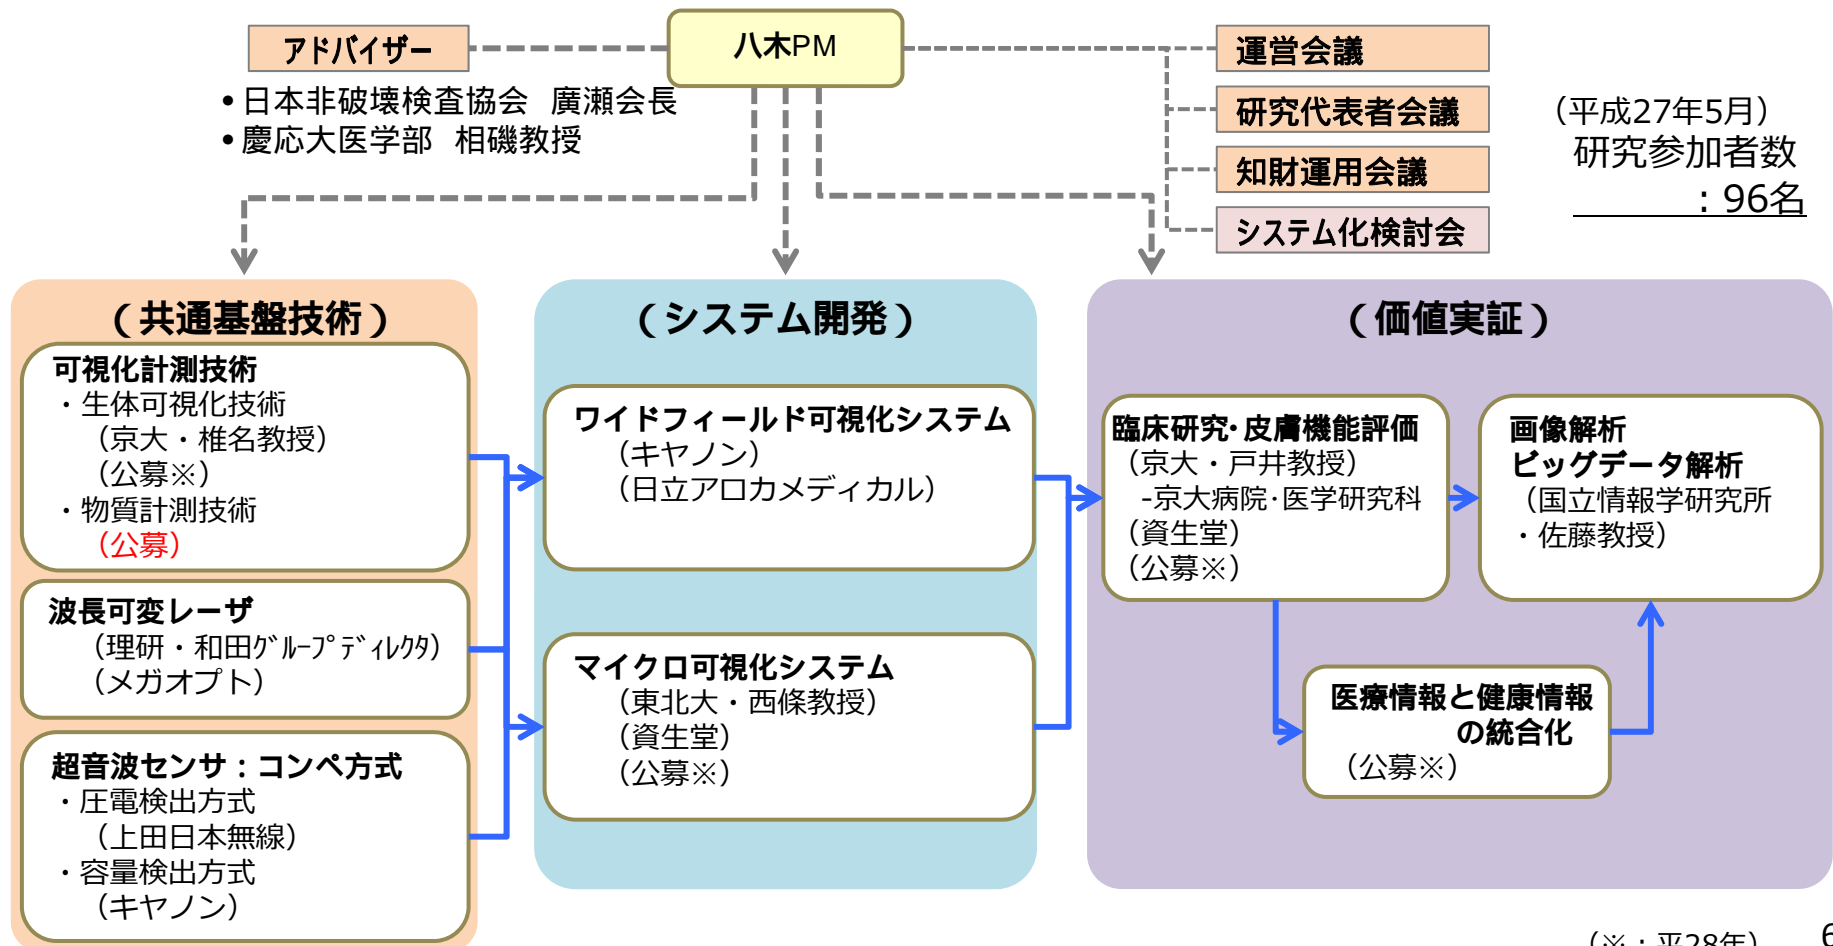 八木PM
アドバイザー
•日本非破壊検査協会　廣瀬会長
•慶応大医学部　相磯教授
運営会議
研究代表者会議
知財運用会議
システム化検討会
（平成27年5月）
研究参加者数
：96名
（共通基盤技術）
可視化計測技術
・生体可視化技術
（京大・椎名教授）
（公募※）
・物質計測技術
（公募）
波長可変レーザ
（理研・和田ｸﾞﾙｰﾌﾟﾃﾞｨﾚｸﾀ）
（メガオプト）
超音波センサ：コンペ方式
・圧電検出方式
（上田日本無線）
・容量検出方式
（キヤノン）
（システム開発）
ワイドフィールド可視化システム
（キヤノン）
（日立アロカメディカル）
マイクロ可視化システム
（東北大・西條教授）
（資生堂）
（公募※）
（価値実証）
臨床研究・皮膚機能評価
（京大・戸井教授）
-京大病院・医学研究科
（資生堂）
（公募※）
画像解析
ビッグデータ解析
（国立情報学研究所
・佐藤教授）
医療情報と健康情報
の統合化
（公募※）
（※：平28年）
6